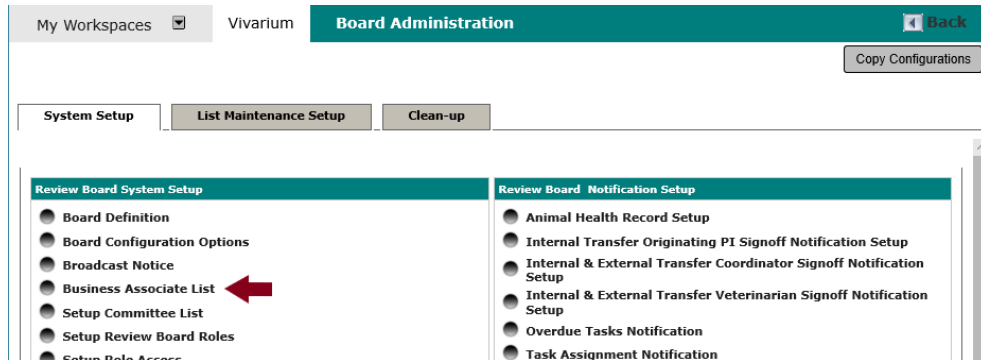 My Workspaces Vivarium Board Administration Back
Copy Configurations
System Setup List Maintenance Setup Clean-up
Review Board System Setup
Board Definition
Board Configuration Options
Broadcast Notice
Business Associate List
Setup Committee List
Setup Review Board Roles
Setup Role Access
Review Board Notification Setup
Animal Health Record Setup
Internal Transfer Originating PI Signoff Notification Setup
Internal & External Transfer Coordinator Signoff Notification
Setup
Internal & External Transfer Veterinarian Signoff Notification
Setup
Overdue Tasks Notification
Task Assignment Notification